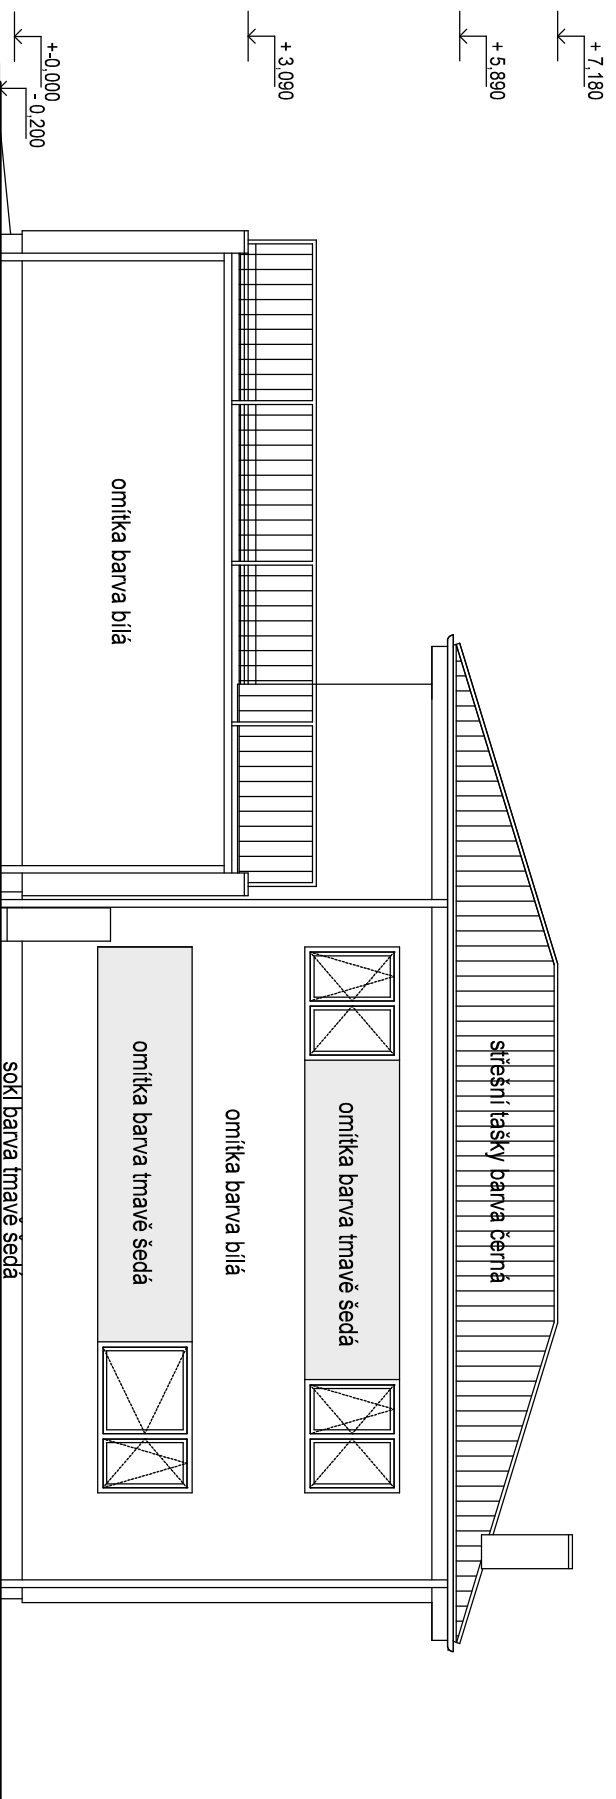 + 7,180
+ 5,890
+ 3,090
+-0,000
- 0,200
střešní tašky barva černá
omítka barva tmavě šedá
omítka barva bílá
omítka barva bílá
omítka barva tmavě šedá
sokl barva tmavě šedá